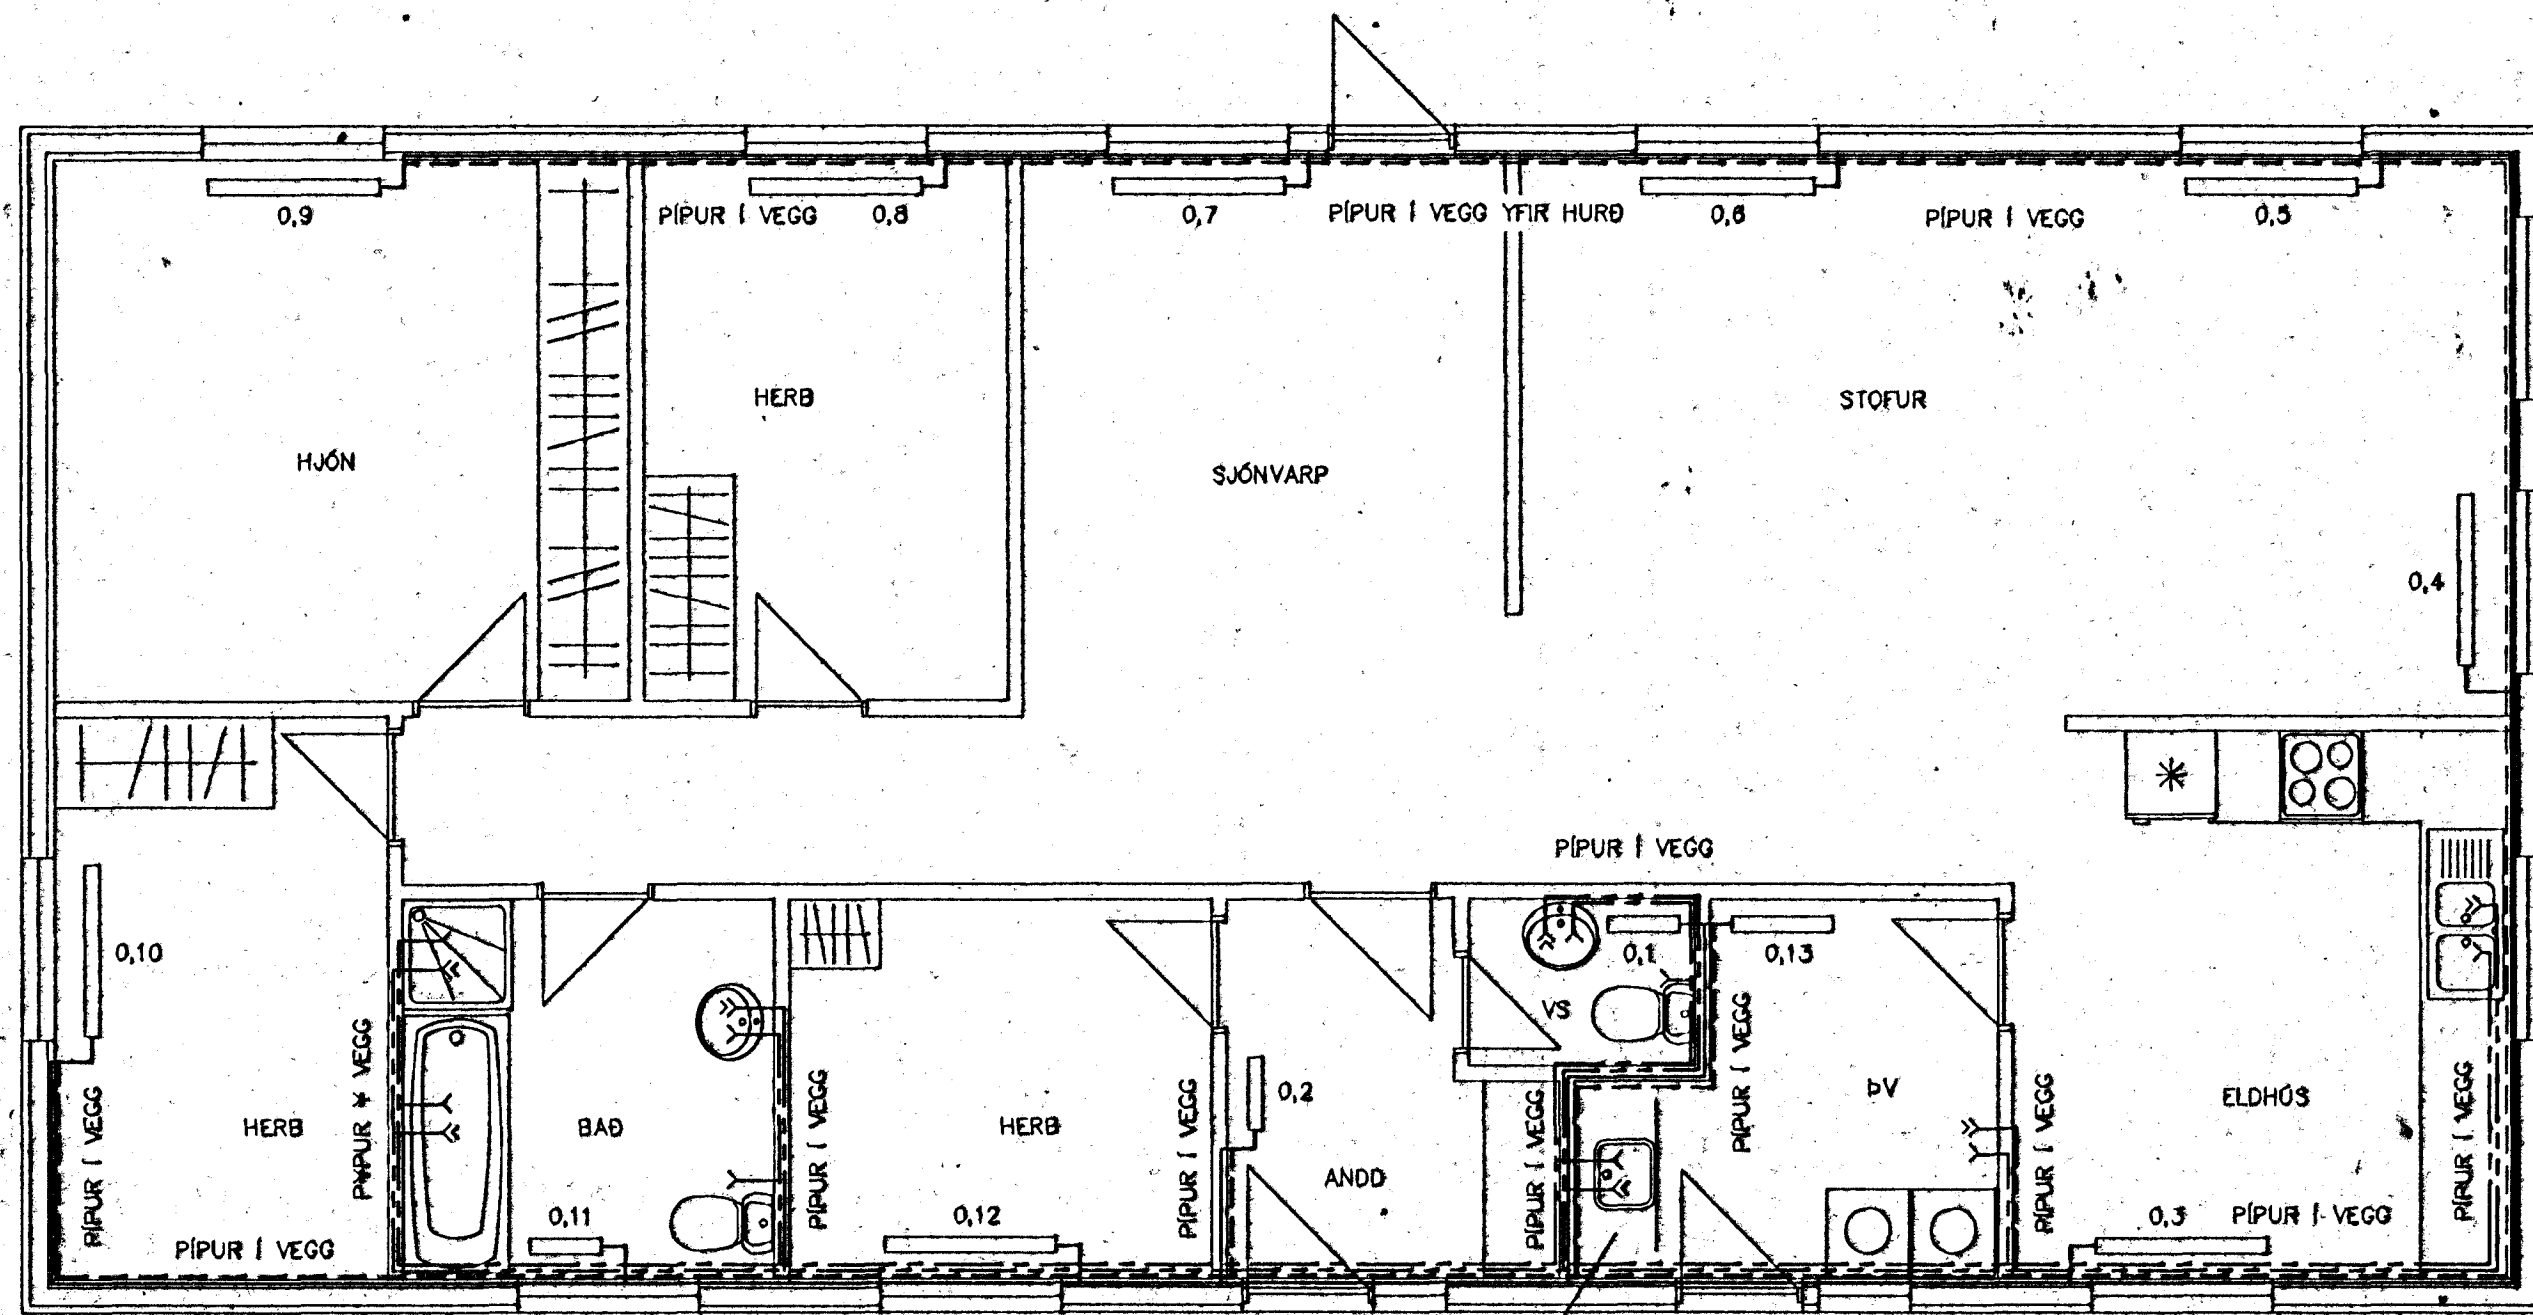 0,9
PÍPUR Í VEGG
0,8
0,7
PÍPUR Í VEGG YFIR HURÐ
0,6
PÍPUR Í VEGG
0,5
HERB
STOFUR
HJÓN
SJÓNVARP
0,4
PÍPUR Í VEGG
0,10
0,1
0,13
VS
PÍPUR Í VEGG
PÍPUR Í VEGG
PÍPUR Í VEGG
PÍPUR Í VEGG
PÍPUR Í VEGG
PÍPUR Í VEGG
0,2
ÞV
PÍPUR Í VEGG
ELDHÚS
PÍPUR Í VEGG
HERB
BAÐ
HERB
ANDD
0,11
0,12
0,3
PÍPUR Í VEGG
PÍPUR Í VEGG